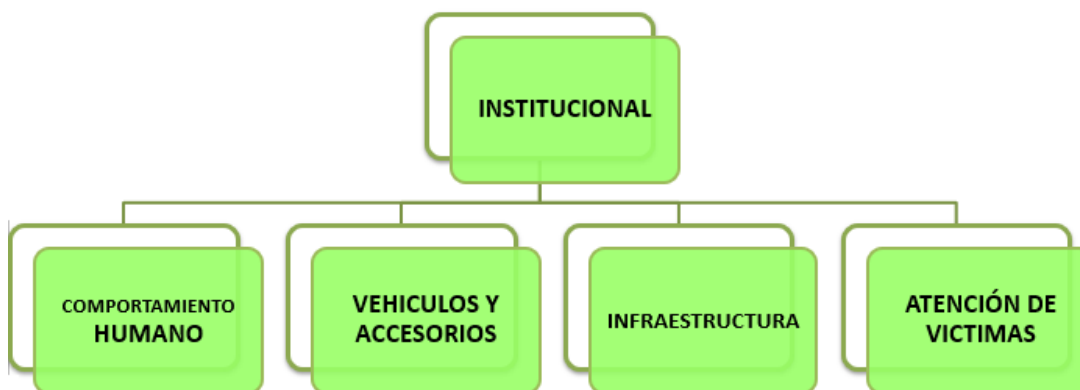 INSTITUCIONAL
COMPORTAMIENTO
HUMANO
VEHICULOS Y
ACCESORIOS
INFRAESTRUCTURA
ATENCIÓN DE
VICTIMAS